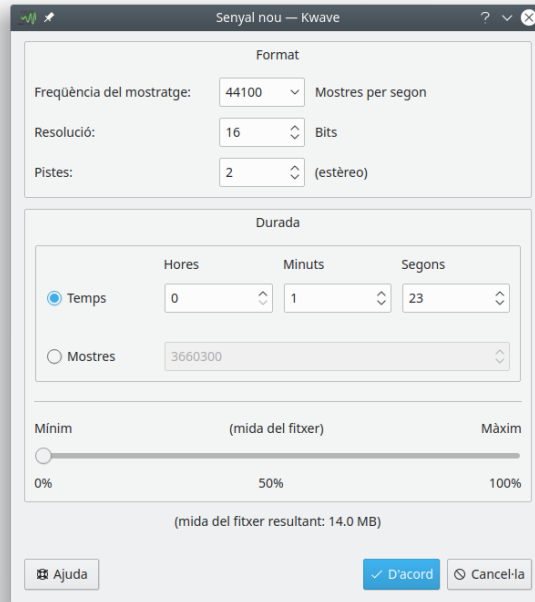 Senyal nou — Kwave
Format
Freqüència del mostratge: 44100 Mostres per segon
Resolució: 16 Bits
Pistes: 2 (estèreo)
Durada
Hores Minuts Segons
Temps 0 1 23
Mostres 3660300
Mínim (mida del fitxer) Màxim
0% 50% 100%
(mida del fitxer resultant: 14.0 MB)
Ajuda D'acord Cancel·la